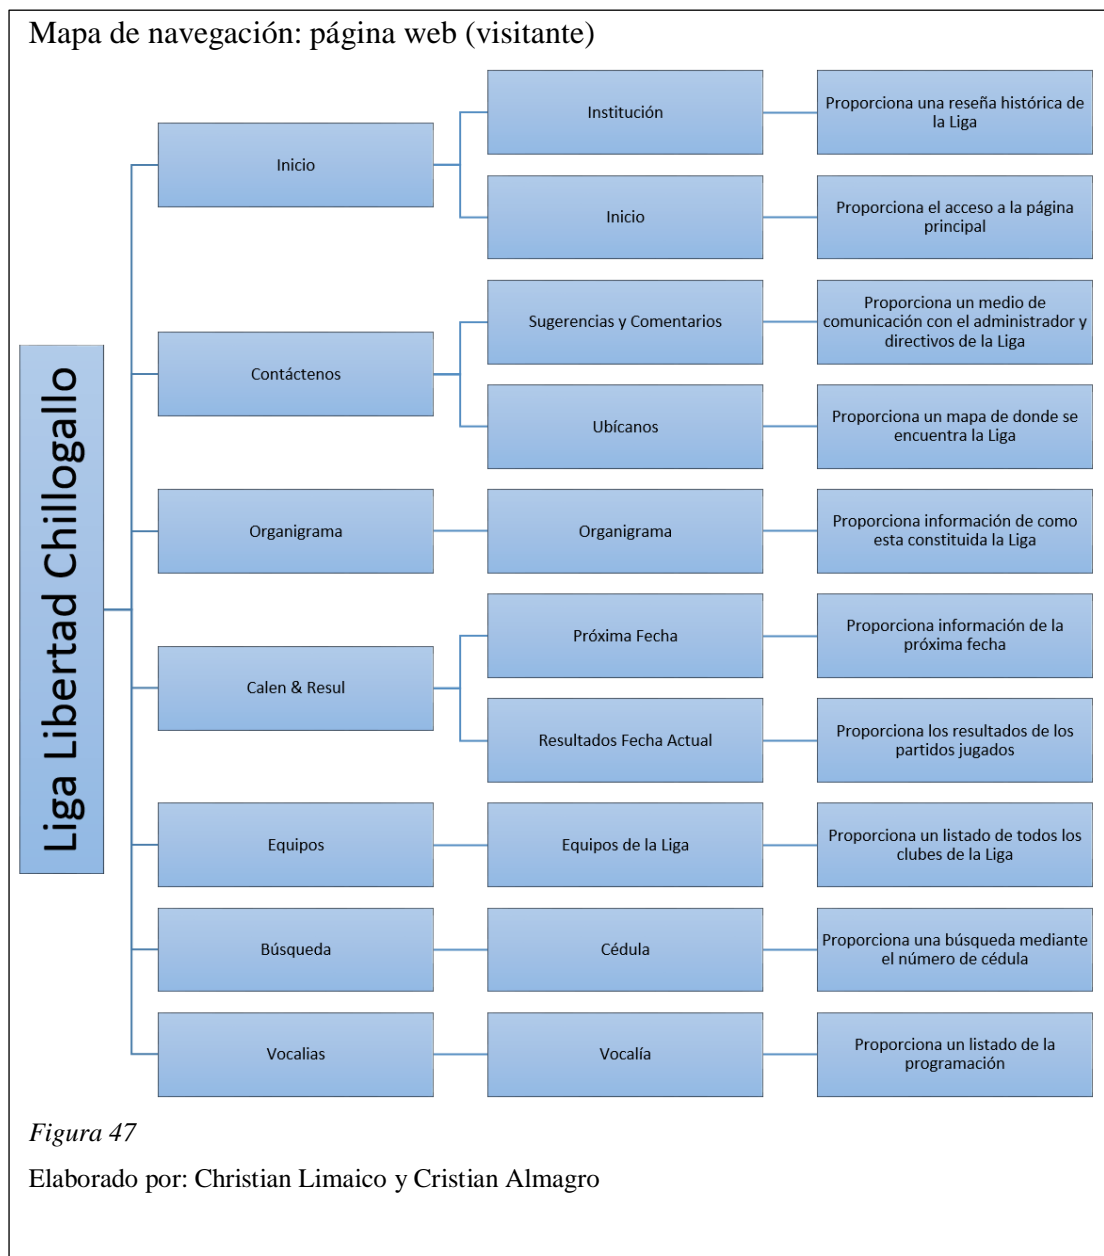 Mapa de navegación: página web (visitante)
Liga Libertad Chillogallo
Inicio
Institución
Proporciona una reseña histórica de
la Liga
Inicio
Proporciona el acceso a la página
principal
Contáctenos
Sugerencias y Comentarios
Proporciona un medio de
comunicación con el administrador y
directivos de la Liga
Ubícanos
Proporciona un mapa de donde se
encuentra la Liga
Organigrama
Organigrama
Proporciona información de como
esta constituida la Liga
Calen & Resul
Próxima Fecha
Proporciona información de la
próxima fecha
Resultados Fecha Actual
Proporciona los resultados de los
partidos jugados
Equipos
Equipos de la Liga
Proporciona un listado de todos los
clubes de la Liga
Búsqueda
Cédula
Proporciona una búsqueda mediante
el número de cédula
Vocalias
Vocalía
Proporciona un listado de la
programación
Figura 47
Elaborado por: Christian Limaico y Cristian Almagro